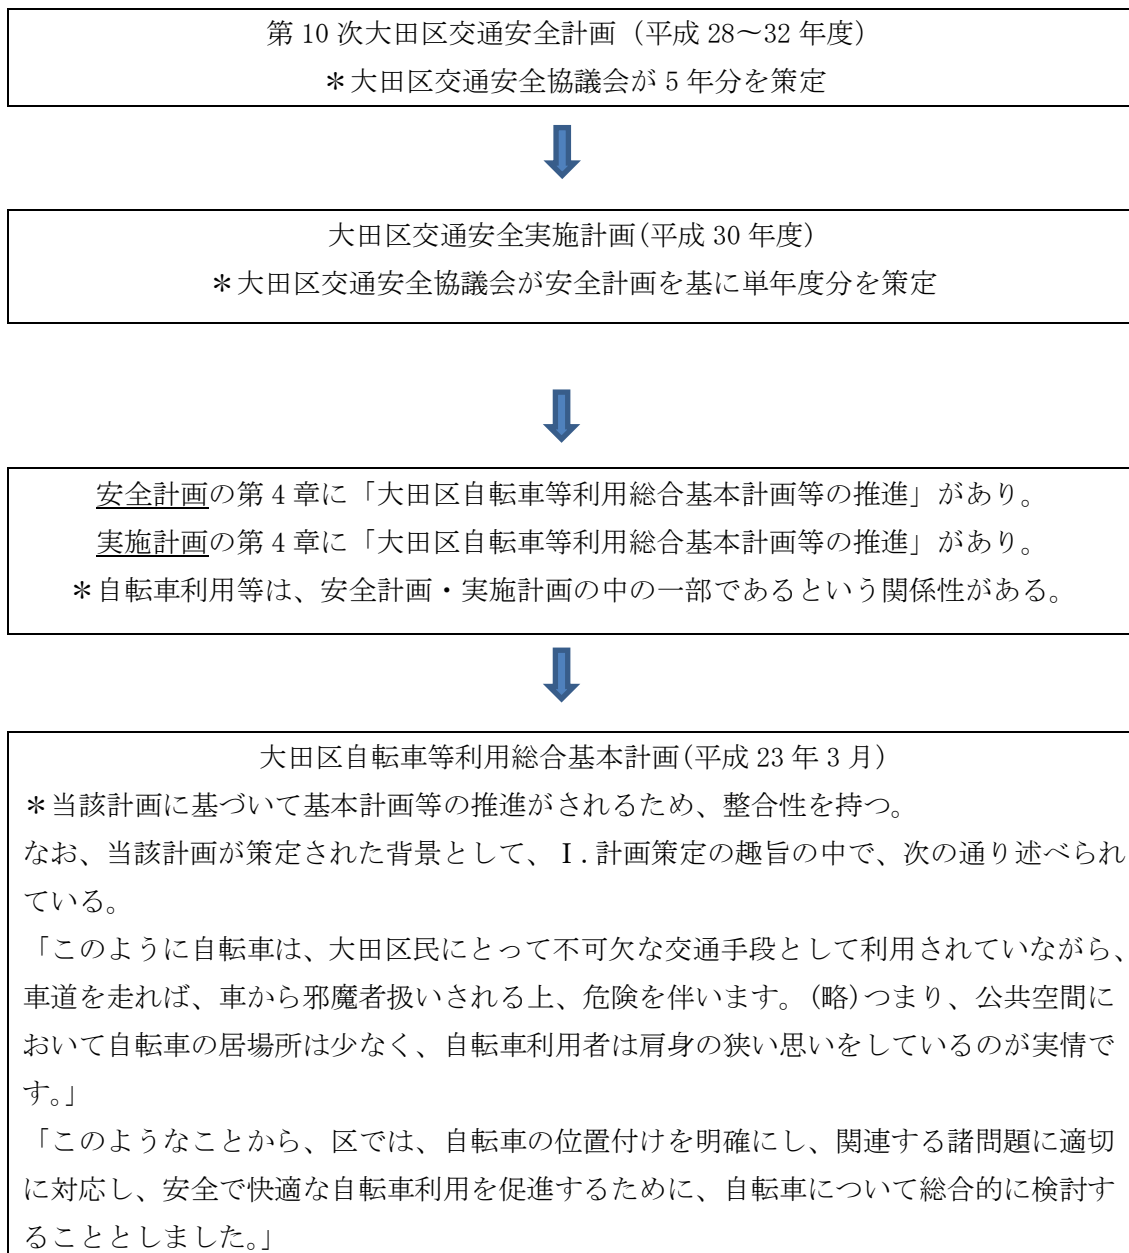 第 10 次大田区交通安全計画（平成 28～32 年度）
＊大田区交通安全協議会が 5 年分を策定
大田区交通安全実施計画(平成 30 年度)
＊大田区交通安全協議会が安全計画を基に単年度分を策定
安全計画の第 4 章に「大田区自転車等利用総合基本計画等の推進」があり。
実施計画の第 4 章に「大田区自転車等利用総合基本計画等の推進」があり。
＊自転車利用等は、安全計画・実施計画の中の一部であるという関係性がある。
大田区自転車等利用総合基本計画(平成 23 年 3 月)
＊当該計画に基づいて基本計画等の推進がされるため、整合性を持つ。
なお、当該計画が策定された背景として、Ⅰ.計画策定の趣旨の中で、次の通り述べられ
ている。
「このように自転車は、大田区民にとって不可欠な交通手段として利用されていながら、
車道を走れば、車から邪魔者扱いされる上、危険を伴います。(略)つまり、公共空間に
おいて自転車の居場所は少なく、自転車利用者は肩身の狭い思いをしているのが実情で
す。」
「このようなことから、区では、自転車の位置付けを明確にし、関連する諸問題に適切
に対応し、安全で快適な自転車利用を促進するために、自転車について総合的に検討す
ることとしました。」